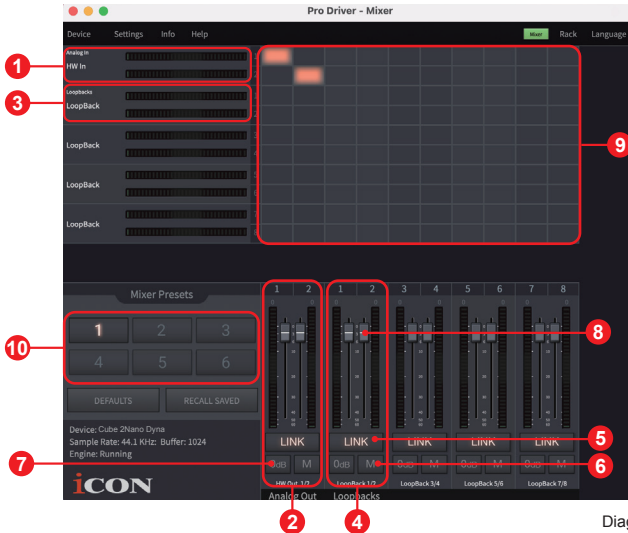 Pro Driver - Mixer
Device Settings Info Help Mixer Rack Language
Analog In
HW In
1
Loopbacks
LoopBack
3
LoopBack
LoopBack
LoopBack
9
Mixer Presets
1 2 3
4 5 6
10
DEFAULTS RECALL SAVED
Device: Cube 2Nano Dyna
Sample Rate: 44.1 KHz: Buffer: 1024
Engine: Running
iCON
1 2 1 2 3 4 5 6 7 8
8
LINK LINK LINK LINK LINK
5
7
0dB M 0dB M 0dB M 0dB M 0dB M
6
HW Out 1/2 LoopBack 1/2 LoopBack 3/4 LoopBack 5/6 LoopBack 7/8
Analog Out Loopbacks
2 4
Diag